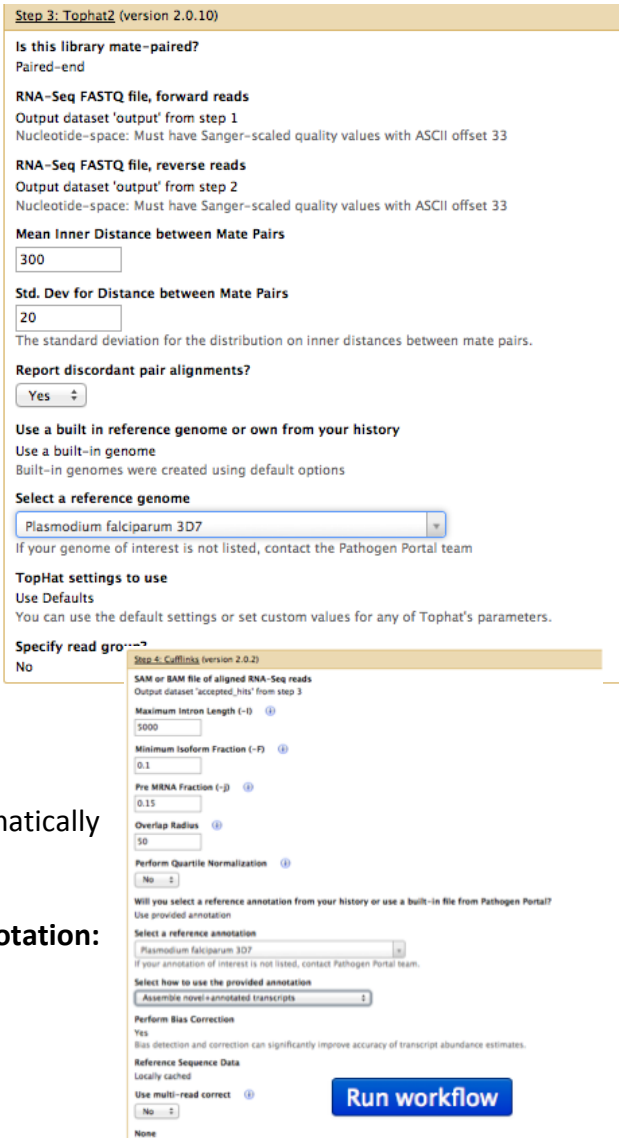 Step 3: Tophat2 (version 2.0.10)
Is this library mate-paired?
Paired-end
RNA-Seq FASTQ file, forward reads
Output dataset 'output' from step 1
Nucleotide-space: Must have Sanger-scaled quality values with ASCII offset 33
RNA-Seq FASTQ file, reverse reads
Output dataset 'output' from step 2
Nucleotide-space: Must have Sanger-scaled quality values with ASCII offset 33
Mean Inner Distance between Mate Pairs
300
Std. Dev for Distance between Mate Pairs
20
The standard deviation for the distribution on inner distances between mate pairs.
Report discordant pair alignments?
Yes
Use a built in reference genome or own from your history
Use a built-in genome
Built-in genomes were created using default options
Select a reference genome
Plasmodium falciparum 3D7
If your genome of interest is not listed, contact the Pathogen Portal team
TopHat settings to use
Use Defaults
You can use the default settings or set custom values for any of Tophat's parameters.
Specify read group?
No
Step 4: Cufflinks (version 2.0.2)
SAM or BAM file of aligned RNA-Seq reads
Output dataset 'accepted_hits' from step 3
Maximum Intron Length (-I)
5000
Minimum Isoform Fraction (-F)
0.1
Pre MRNA Fraction (-j)
0.15
matically
Overlap Radius
50
Perform Quartile Normalization
No
Will you select a reference annotation from your history or use a built-in file from Pathogen Portal?
Use provided annotation
otation:
Select a reference annotation
Plasmodium falciparum 3D7
If your annotation of interest is not listed, contact Pathogen Portal team.
Select how to use the provided annotation
Assemble novel+annotated transcripts
Perform Bias Correction
Yes
Bias detection and correction can significantly improve accuracy of transcript abundance estimates.
Reference Sequence Data
Locally cached
Use multi-read correct
No
Run workflow
None